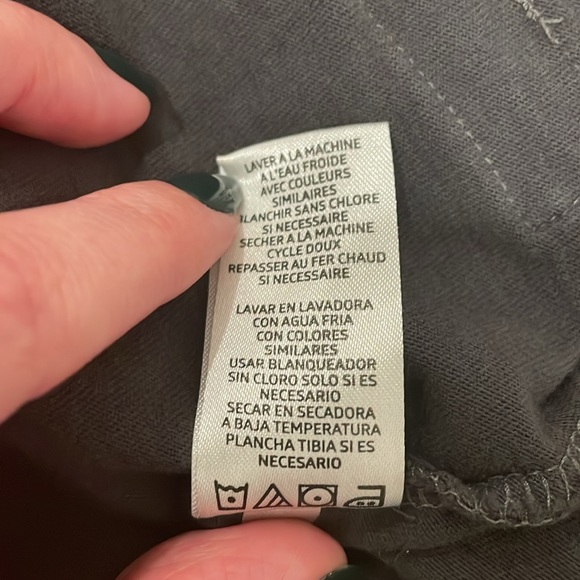 LAVER A LA MACHINE
A L'EAU FROIDE
AVEC COULEURS
SIMILAIRES
BLANCHIR SANS CHLORE
SI NECESSAIRE
SECHER A LA MACHINE
CYCLE DOUX
REPASSER AU FER CHAUD
SI NECESSAIRE
LAVAR EN LAVADORA
CON AGUA FRIA
CON COLORES
SIMILARES
USAR BLANQUEADOR
SIN CLORO SOLO SI ES
NECESARIO
SECAR EN SECADORA
A BAJA TEMPERATURA
PLANCHA TIBIA SI ES
NECESARIO